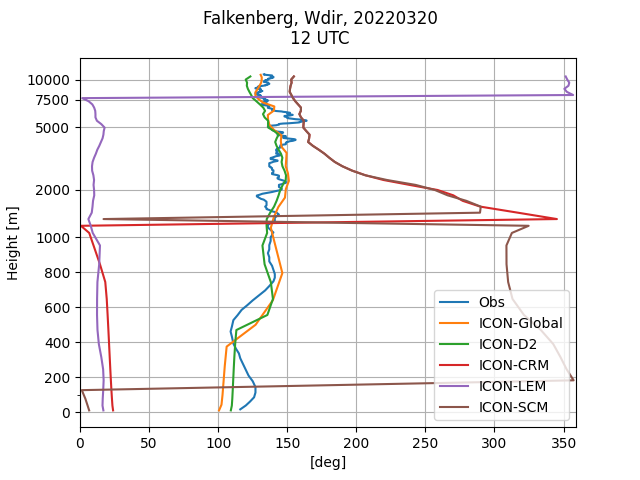 Falkenberg, Wdir, 20220320
12 UTC
Height [m]
10000
7500
5000
2000
1000
800
600
400
200
0
0 50 100 150 200 250 300 350
[deg]
Obs
ICON-Global
ICON-D2
ICON-CRM
ICON-LEM
ICON-SCM